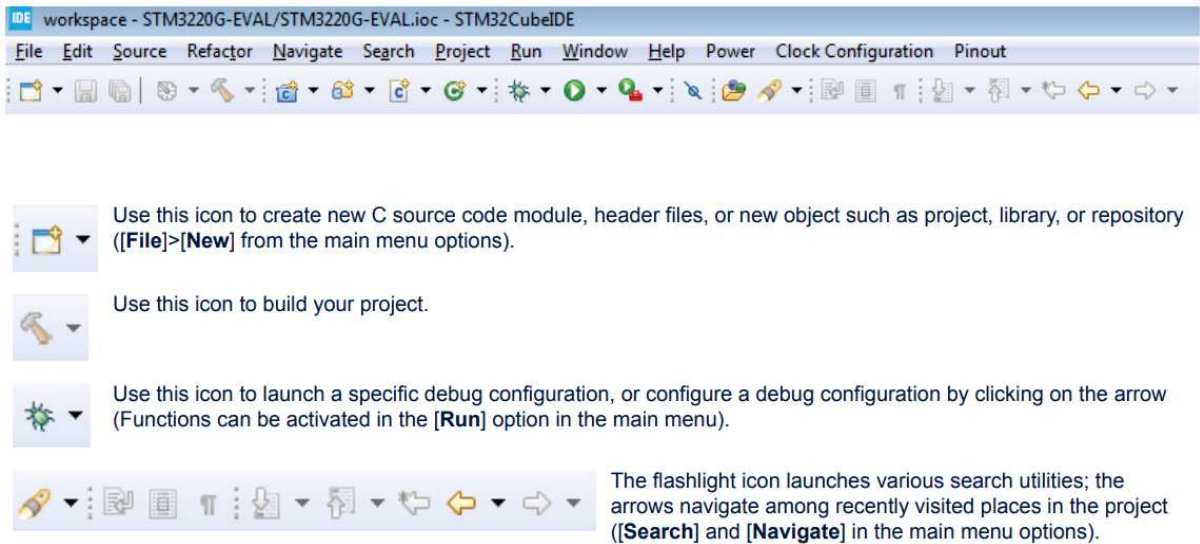 IDE workspace - STM3220G-EVAL/STM3220G-EVAL.ioc - STM32CubeIDE
File Edit Source Refactor Navigate Search Project Run Window Help Power Clock Configuration Pinout
Use this icon to create new C source code module, header files, or new object such as project, library, or repository
([File]>[New] from the main menu options).
Use this icon to build your project.
Use this icon to launch a specific debug configuration, or configure a debug configuration by clicking on the arrow
(Functions can be activated in the [Run] option in the main menu).
The flashlight icon launches various search utilities; the
arrows navigate among recently visited places in the project
([Search] and [Navigate] in the main menu options).